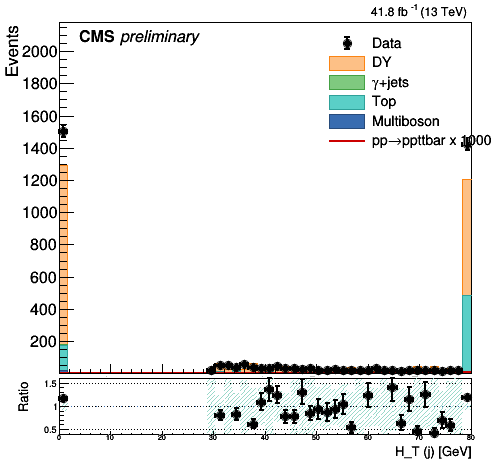 41.8 fb⁻¹ (13 TeV)
CMS preliminary
Events
2000
1800
1600
1400
1200
1000
800
600
400
200
Data
DY
γ+jets
Top
Multiboson
pp→ppttbar x 1000
Ratio
1.5
1
0.5
0 10 20 30 40 50 60 70 80
H_T (j) [GeV]